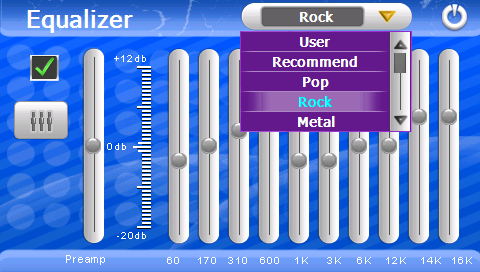 Equalizer
Rock
User
Recommend
Pop
Rock
Metal
+12db
0db
-20db
Preamp 60 170 310 600 1K 3K 6K 12K 14K 16K